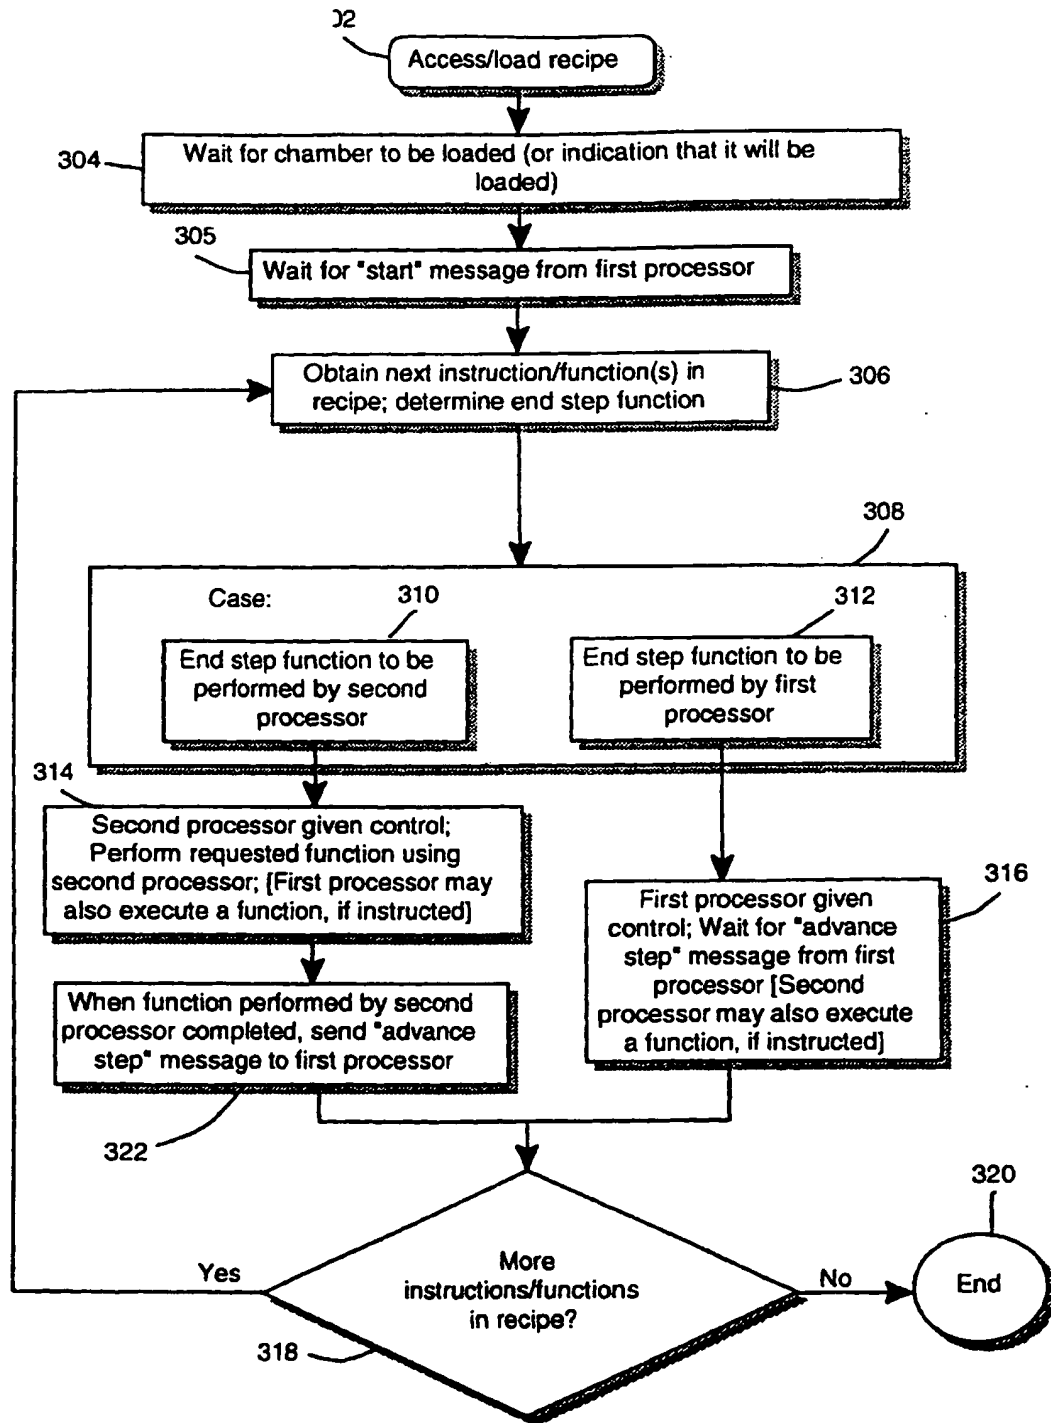 02
Access/load recipe
304
Wait for chamber to be loaded (or indication that it will be
loaded)
305
Wait for "start" message from first processor
Obtain next instruction/function(s) in
recipe; determine end step function
306
308
Case:
310
312
End step function to be
performed by second
processor
End step function to be
performed by first
processor
314
Second processor given control;
Perform requested function using
second processor; [First processor may
also execute a function, if instructed]
316
First processor given
control; Wait for "advance
step" message from first
processor [Second
processor may also execute
a function, if instructed]
When function performed by second
processor completed, send "advance
step" message to first processor
322
320
Yes
More
instructions/functions
in recipe?
No
End
318